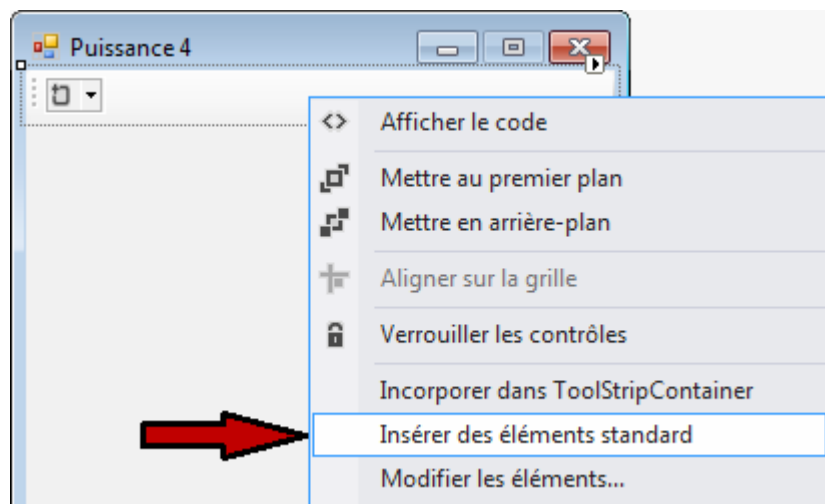 Puissance 4
Afficher le code
Mettre au premier plan
Mettre en arrière-plan
Aligner sur la grille
Verrouiller les contrôles
Incorporer dans ToolStripContainer
Insérer des éléments standard
Modifier les éléments...